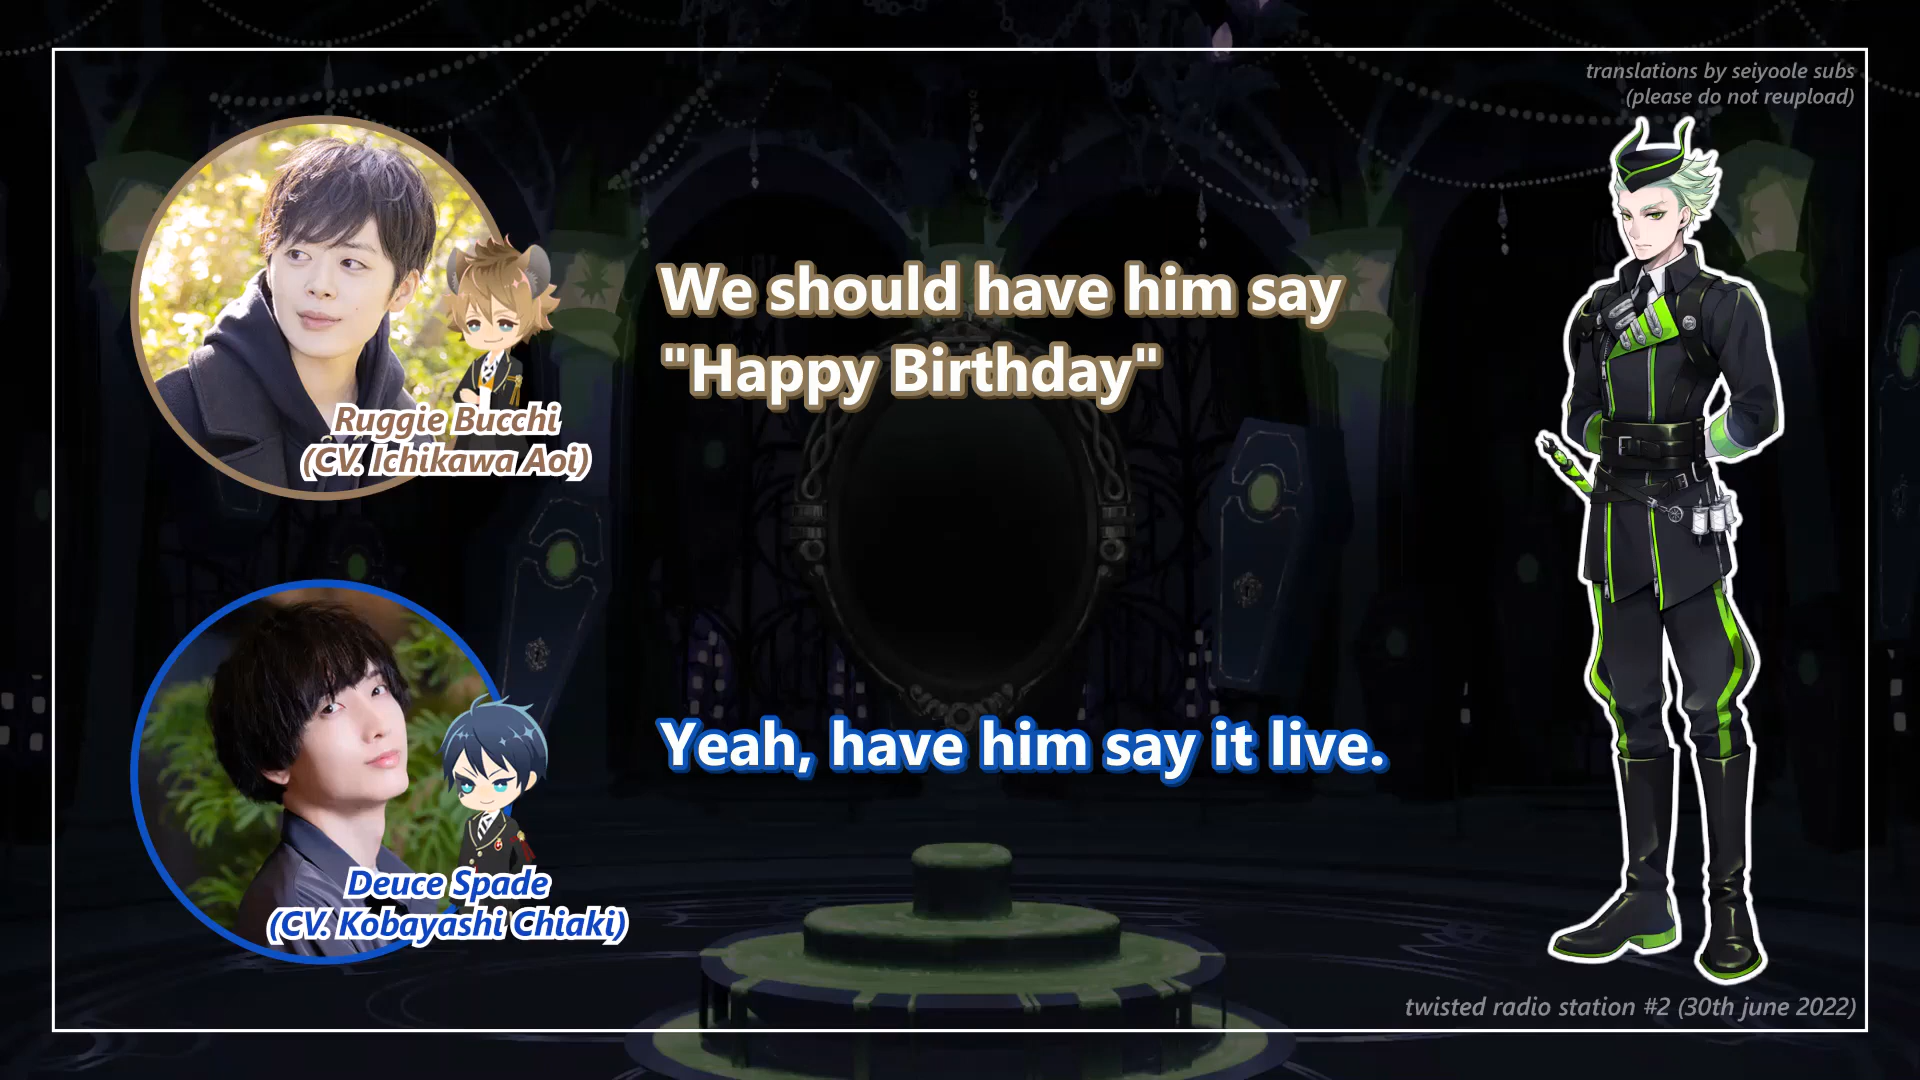 translations by seiyoole subs
(please do not reupload)
We should have him say
"Happy Birthday"
Ruggie Bucchi
(CV. Ichikawa Aoi)
Yeah, have him say it live.
Deuce Spade
(CV. Kobayashi Chiaki)
twisted radio station #2 (30th june 2022)